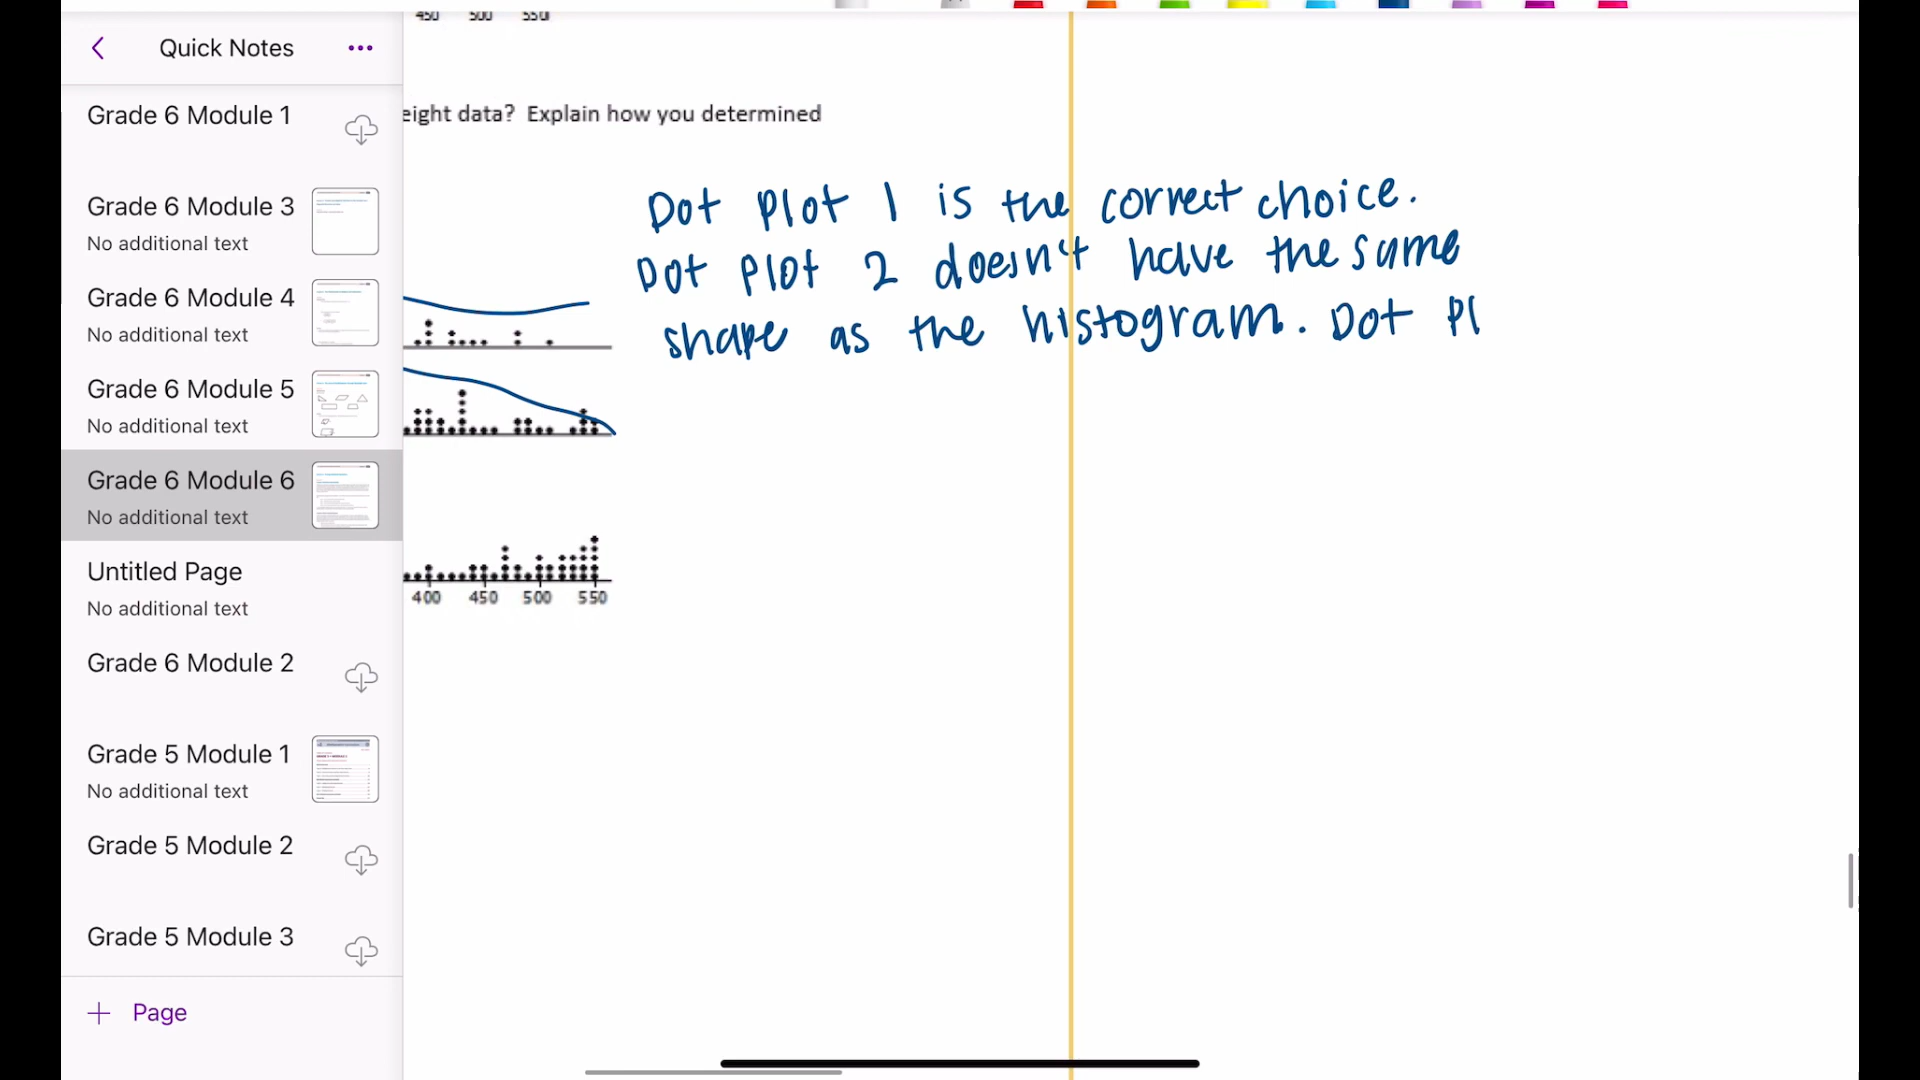 450 500 550
Quick Notes
Grade 6 Module 1
eight data? Explain how you determined
Grade 6 Module 3
No additional text
Grade 6 Module 4
No additional text
Grade 6 Module 5
No additional text
Grade 6 Module 6
No additional text
Untitled Page
No additional text
Grade 6 Module 2
Grade 5 Module 1
No additional text
Grade 5 Module 2
Grade 5 Module 3
+ Page
Dot plot 1 is the correct choice.
Dot plot 2 doesn't have the same
shape as the histogram. Dot Pl
400 450 500 550